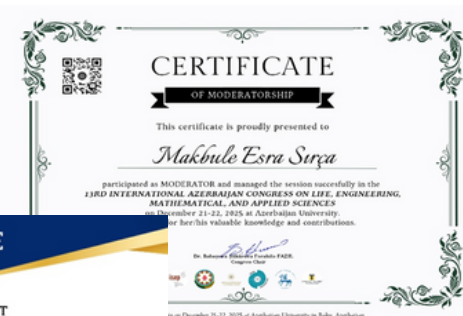 CERTIFICATE
OF MODERATORSHIP
This certificate is proudly presented to
Makbule Esra Sırça
participated as MODERATOR and managed the session succesfully in the
13RD INTERNATIONAL AZERBAIJAN CONGRESS ON LIFE, ENGINEERING,
MATHEMATICAL, AND APPLIED SCIENCES
on December 21-22, 2025 at Azerbaijan University.
for her/his valuable knowledge and contributions.
Congress Chair
E
T